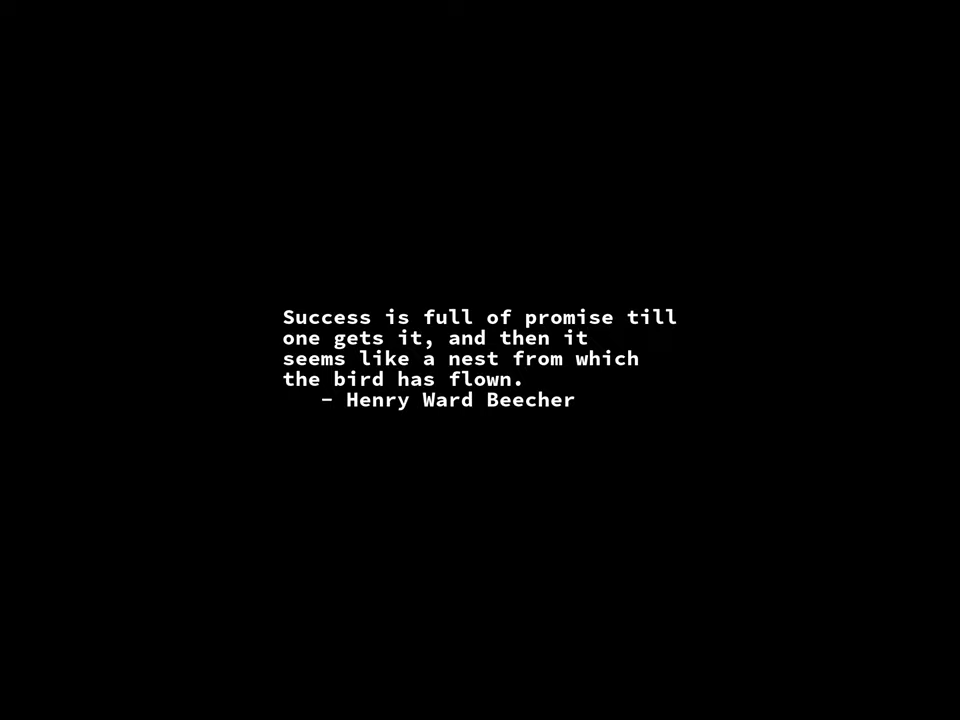 Success is full of promise till
one gets it, and then it
seems like a nest from which
the bird has flown.
- Henry Ward Beecher